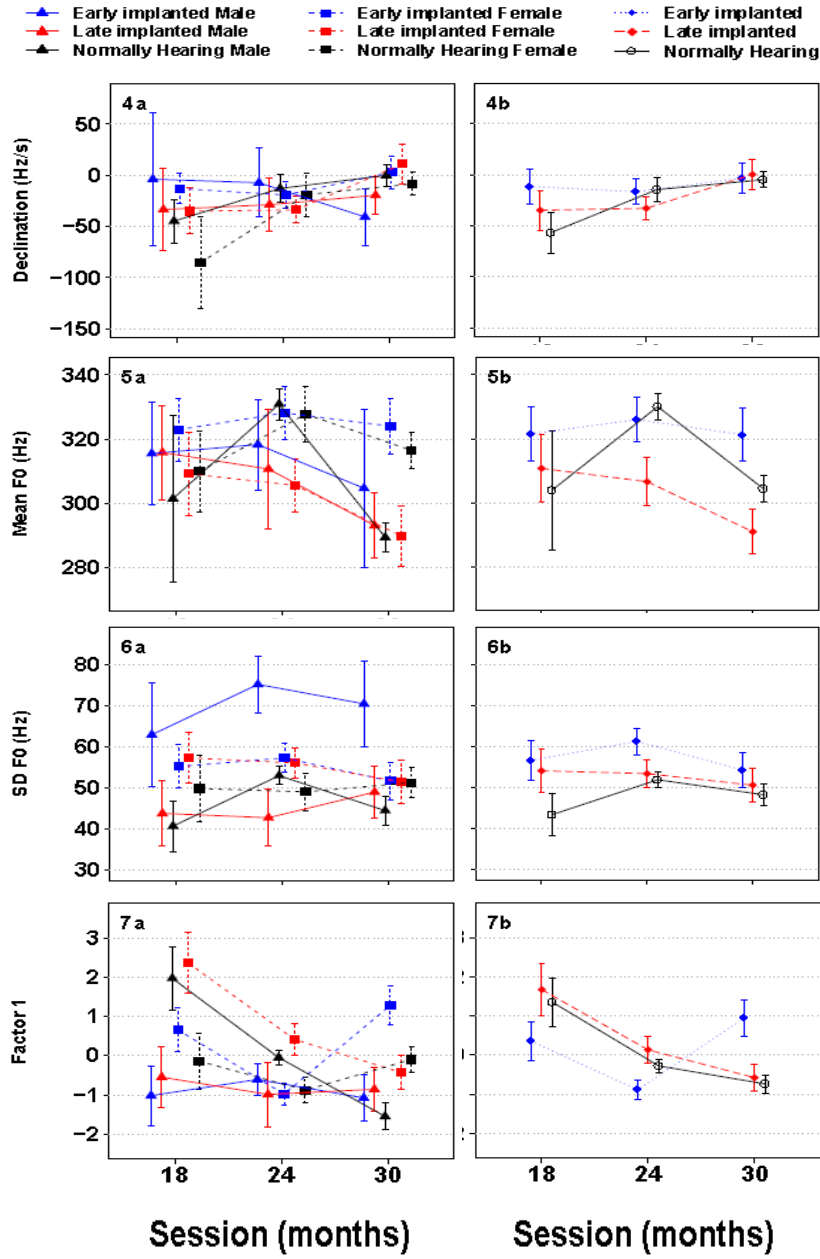 Early implanted Male Early implanted Female Early implanted
Late implanted Male Late implanted Female Late implanted
Normally Hearing Male Normally Hearing Female Normally Hearing
4a 4b
50
0
−50
−100
−150
Declination (Hz/s)
5a 5b
340
320
300
280
Mean F0 (Hz)
6a 6b
80
70
60
50
40
30
SD F0 (Hz)
7a 7b
3
2
1
0
−1
−2
Factor 1
18 24 30 18 24 30
Session (months) Session (months)